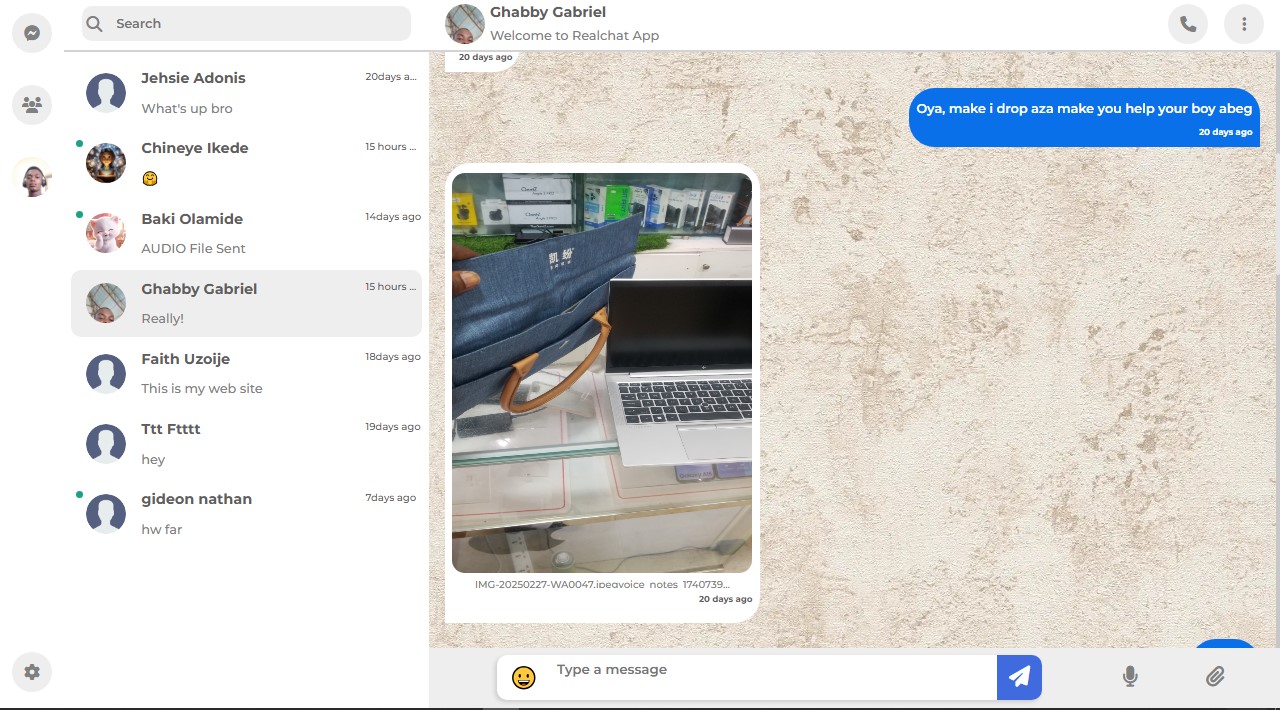 Search
Jehsie Adonis
20days a...
What's up bro
Chineye Ikede
15 hours ...
🤗
Baki Olamide
14days ago
AUDIO File Sent
Ghabby Gabriel
15 hours ...
Really!
Faith Uzoije
18days ago
This is my web site
Ttt Ftttt
19days ago
hey
gideon nathan
7days ago
hw far
Ghabby Gabriel
Welcome to Realchat App
20 days ago
Oya, make i drop aza make you help your boy abeg
20 days ago
凯纷
IMG-20250227-WA0047.jpegvoice_notes_1740739...
20 days ago
Type a message